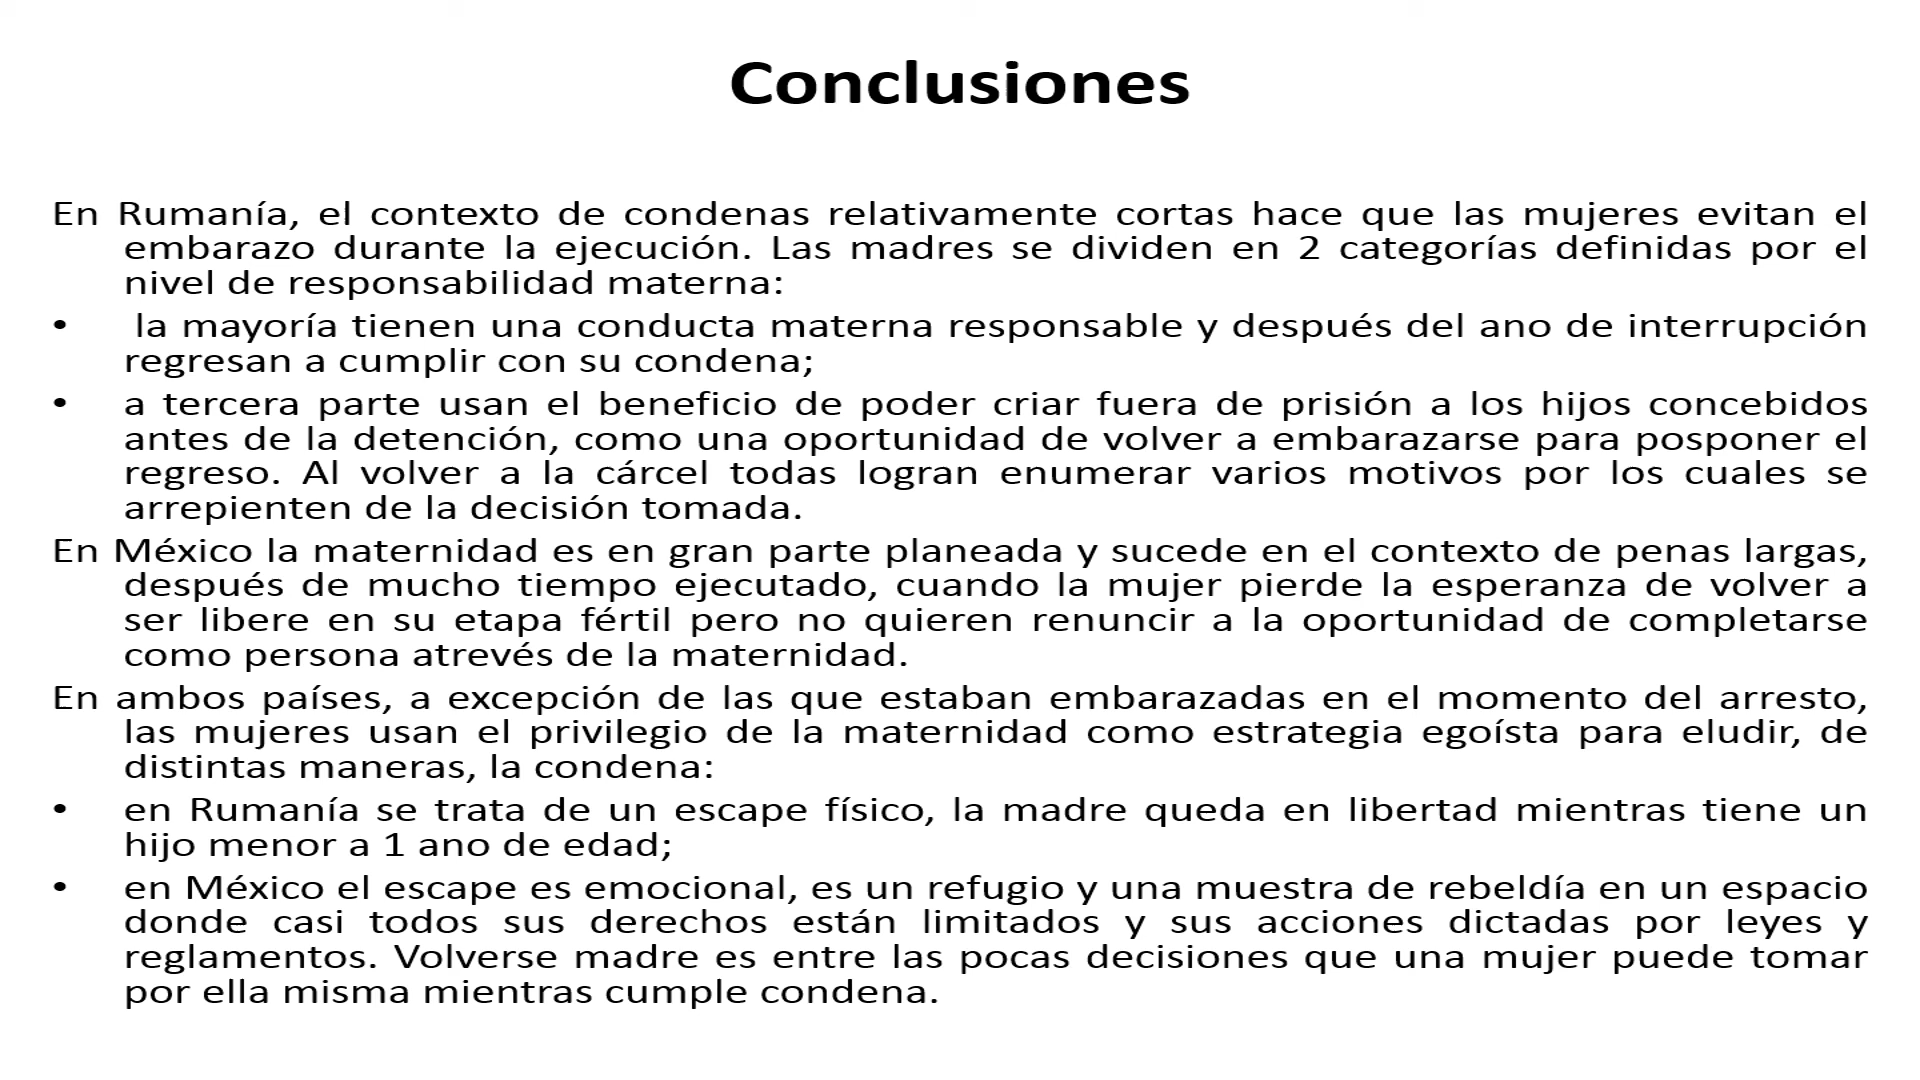 Conclusiones
En Rumanía, el contexto de condenas relativamente cortas hace que las mujeres evitan el
embarazo durante la ejecución. Las madres se dividen en 2 categorías definidas por el
nivel de responsabilidad materna:
• la mayoría tienen una conducta materna responsable y después del ano de interrupción
regresan a cumplir con su condena;
• a tercera parte usan el beneficio de poder criar fuera de prisión a los hijos concebidos
antes de la detención, como una oportunidad de volver a embarazarse para posponer el
regreso. Al volver a la cárcel todas logran enumerar varios motivos por los cuales se
arrepienten de la decisión tomada.
En México la maternidad es en gran parte planeada y sucede en el contexto de penas largas,
después de mucho tiempo ejecutado, cuando la mujer pierde la esperanza de volver a
ser libere en su etapa fértil pero no quieren renuncir a la oportunidad de completarse
como persona atrevés de la maternidad.
En ambos países, a excepción de las que estaban embarazadas en el momento del arresto,
las mujeres usan el privilegio de la maternidad como estrategia egoísta para eludir, de
distintas maneras, la condena:
• en Rumanía se trata de un escape físico, la madre queda en libertad mientras tiene un
hijo menor a 1 ano de edad;
• en México el escape es emocional, es un refugio y una muestra de rebeldía en un espacio
donde casi todos sus derechos están limitados y sus acciones dictadas por leyes y
reglamentos. Volverse madre es entre las pocas decisiones que una mujer puede tomar
por ella misma mientras cumple condena.